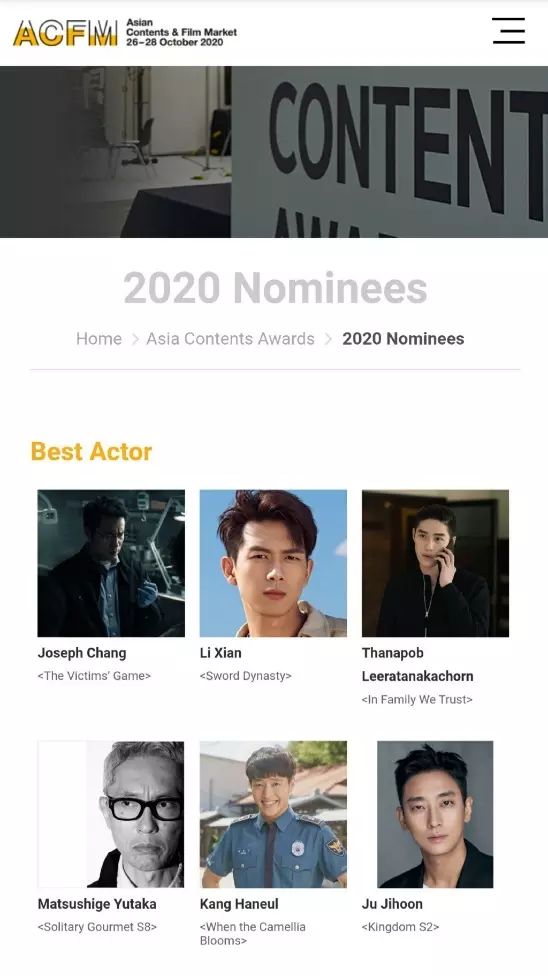 ACFM
Asian
Contents & Film Market
26–28 October 2020
CONTENT
AWA
2020 Nominees
Home > Asia Contents Awards > 2020 Nominees
Best Actor
Joseph Chang
<The Victims' Game>
Li Xian
<Sword Dynasty>
Thanapob
Leeratanakachorn
<In Family We Trust>
Matsushige Yutaka
<Solitary Gourmet S8>
Kang Haneul
<When the Camellia
Blooms>
Ju Jihoon
<Kingdom S2>